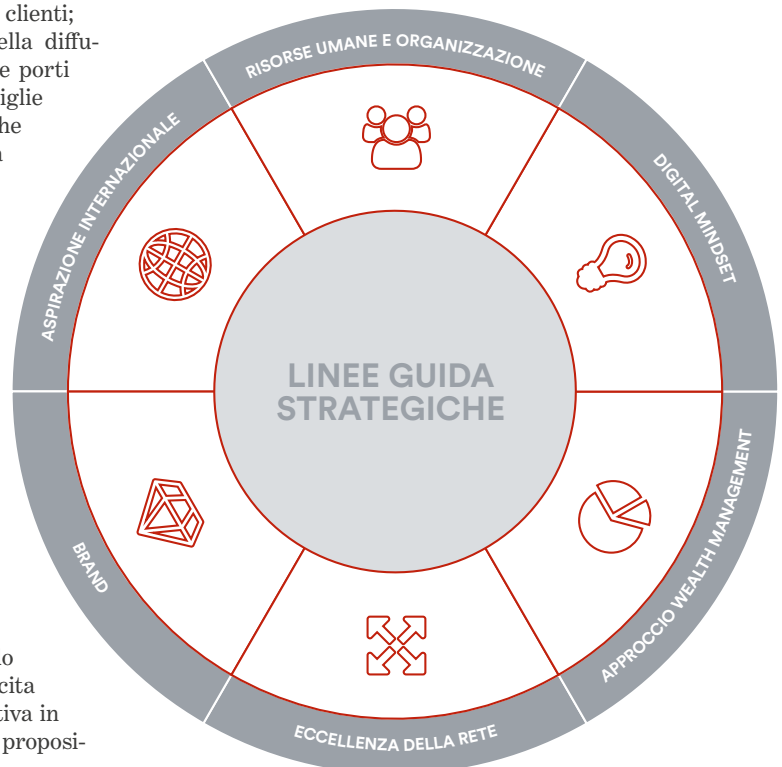 clienti;
ella diffu-
e porti
iglie
he
RISORSE UMANE E ORGANIZZAZIONE
DIGITAL MINDSET
APPROCCIO WEALTH MANAGEMENT
ECCELLENZA DELLA RETE
BRAND
ASPIRAZIONE INTERNAZIONALE
LINEE GUIDA
STRATEGICHE
cita
tiva in
proposi-